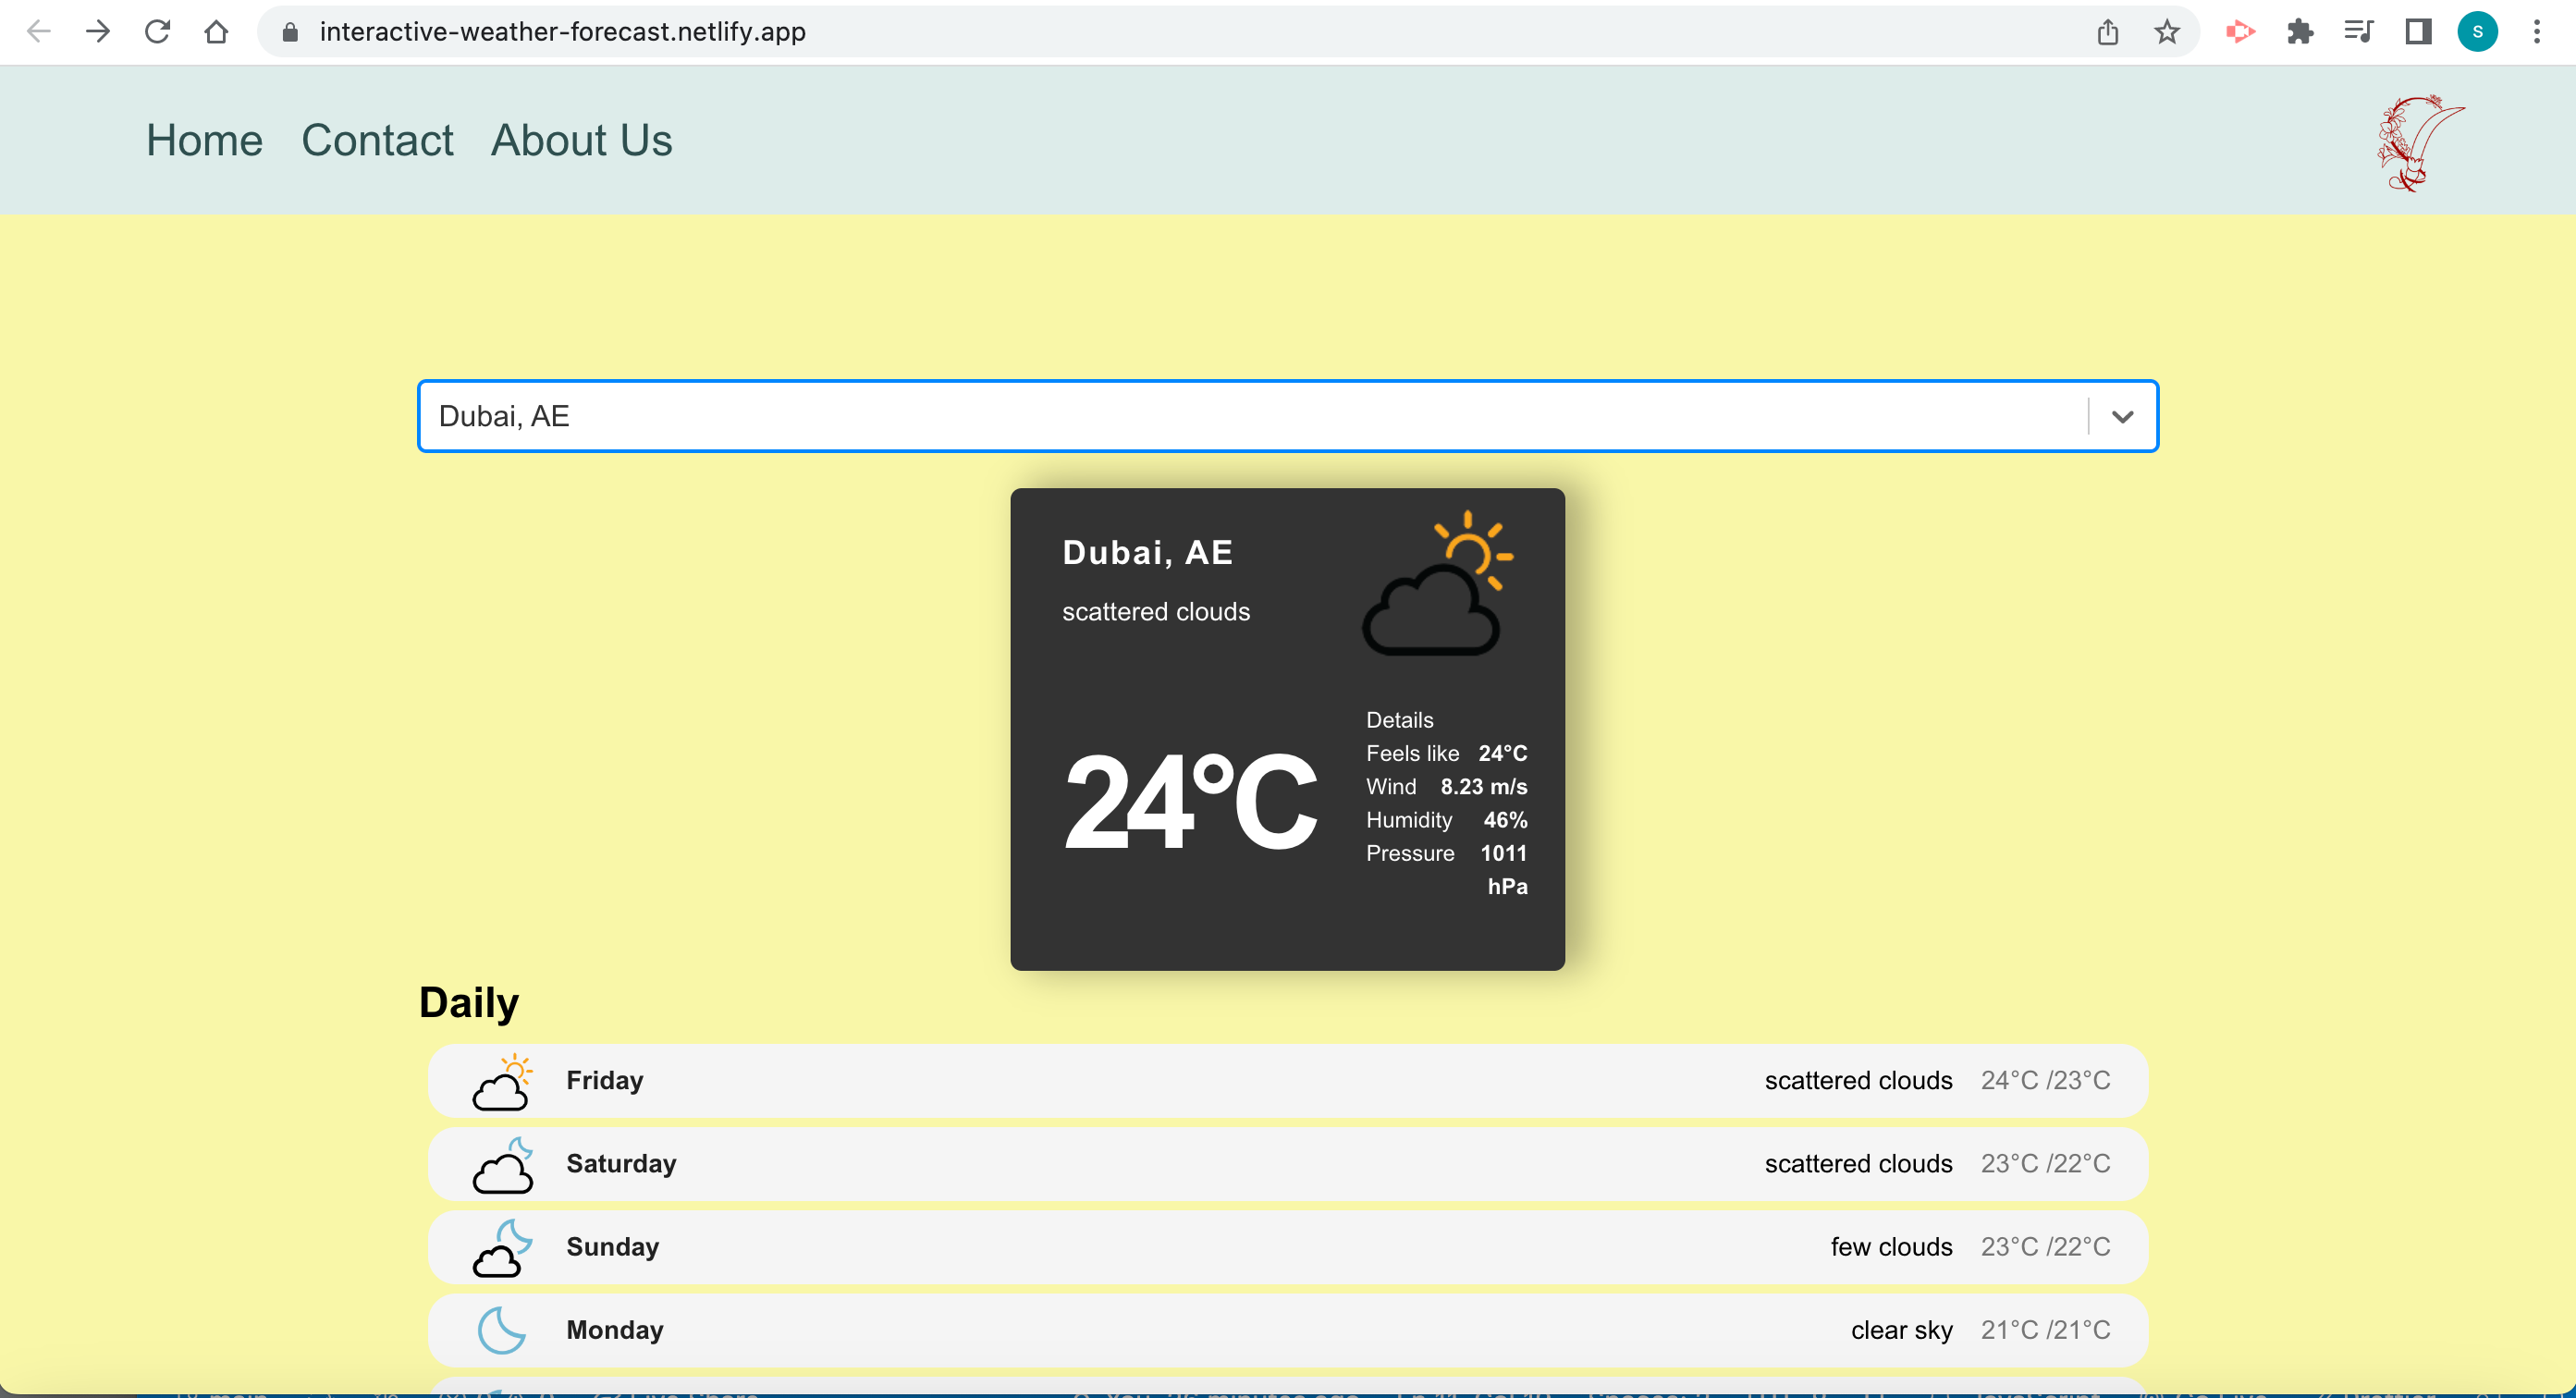 interactive-weather-forecast.netlify.app
S
Home Contact About Us
Dubai, AE
Dubai, AE
scattered clouds
24°C
Details
Feels like 24°C
Wind 8.23 m/s
Humidity 46%
Pressure 1011
hPa
Daily
Friday scattered clouds 24°C /23°C
Saturday scattered clouds 23°C /22°C
Sunday few clouds 23°C /22°C
Monday clear sky 21°C /21°C